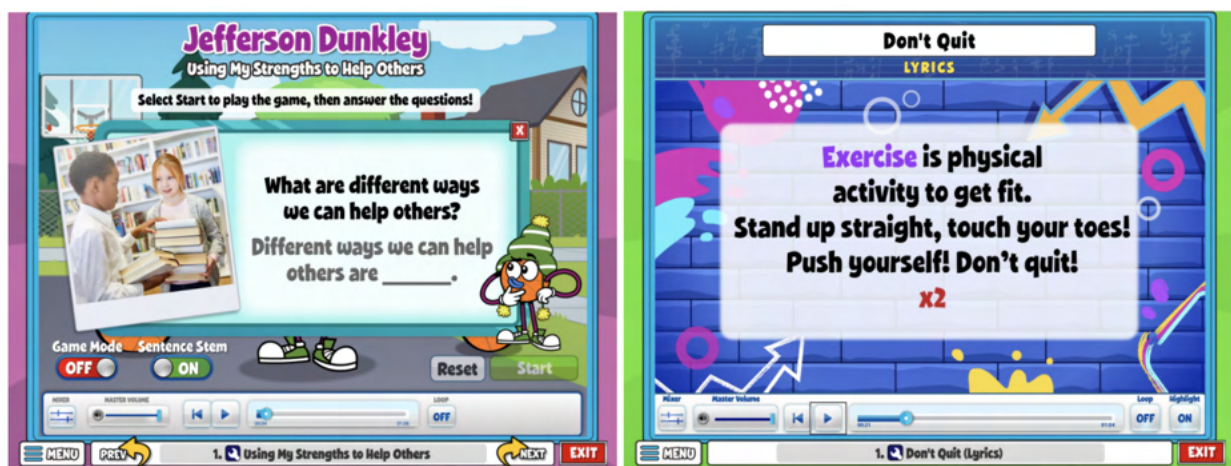 Jefferson Dunkley
Using My Strengths to Help Others
Select Start to play the game, then answer the questions!
X
What are different ways
we can help others?
Different ways we can help
others are ______.
Game Mode
Sentence Stem
OFF
ON
Reset
Start
MIXER
MASTER VOLUME
LOOP
OFF
MENU
PREV
1. Using My Strengths to Help Others
NEXT
EXIT
Don't Quit
LYRICS
Exercise is physical
activity to get fit.
Stand up straight, touch your toes!
Push yourself! Don't quit!
x2
Mixer
Master Volume
Loop
Highlight
00:21
01:04
OFF
ON
MENU
1. Don't Quit (Lyrics)
EXIT